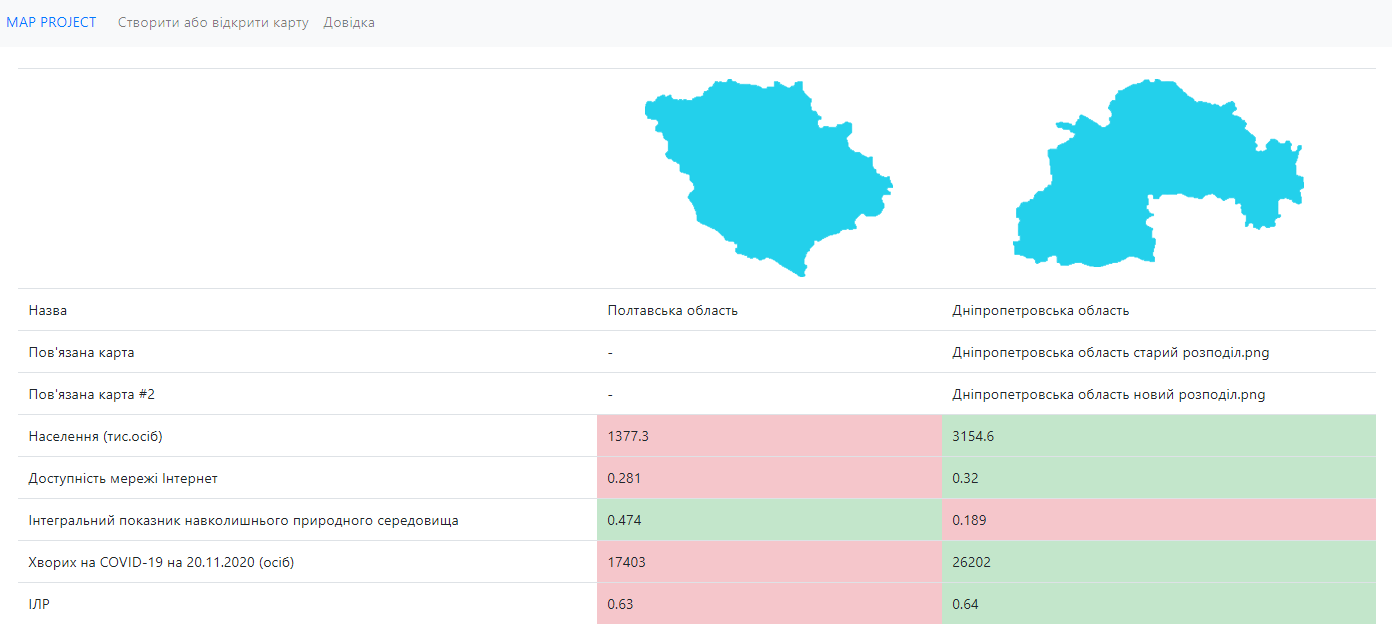 MAP PROJECT Створити або відкрити карту Довідка
Назва Полтавська область Дніпропетровська область
Пов'язана карта - Дніпропетровська область старий розподіл.png
Пов'язана карта #2 - Дніпропетровська область новий розподіл.png
Населення (тис.осіб) 1377.3 3154.6
Доступність мережі Інтернет 0.281 0.32
Інтегральний показник навколишнього природного середовища 0.474 0.189
Хворих на COVID-19 на 20.11.2020 (осіб) 17403 26202
ІЛР 0.63 0.64